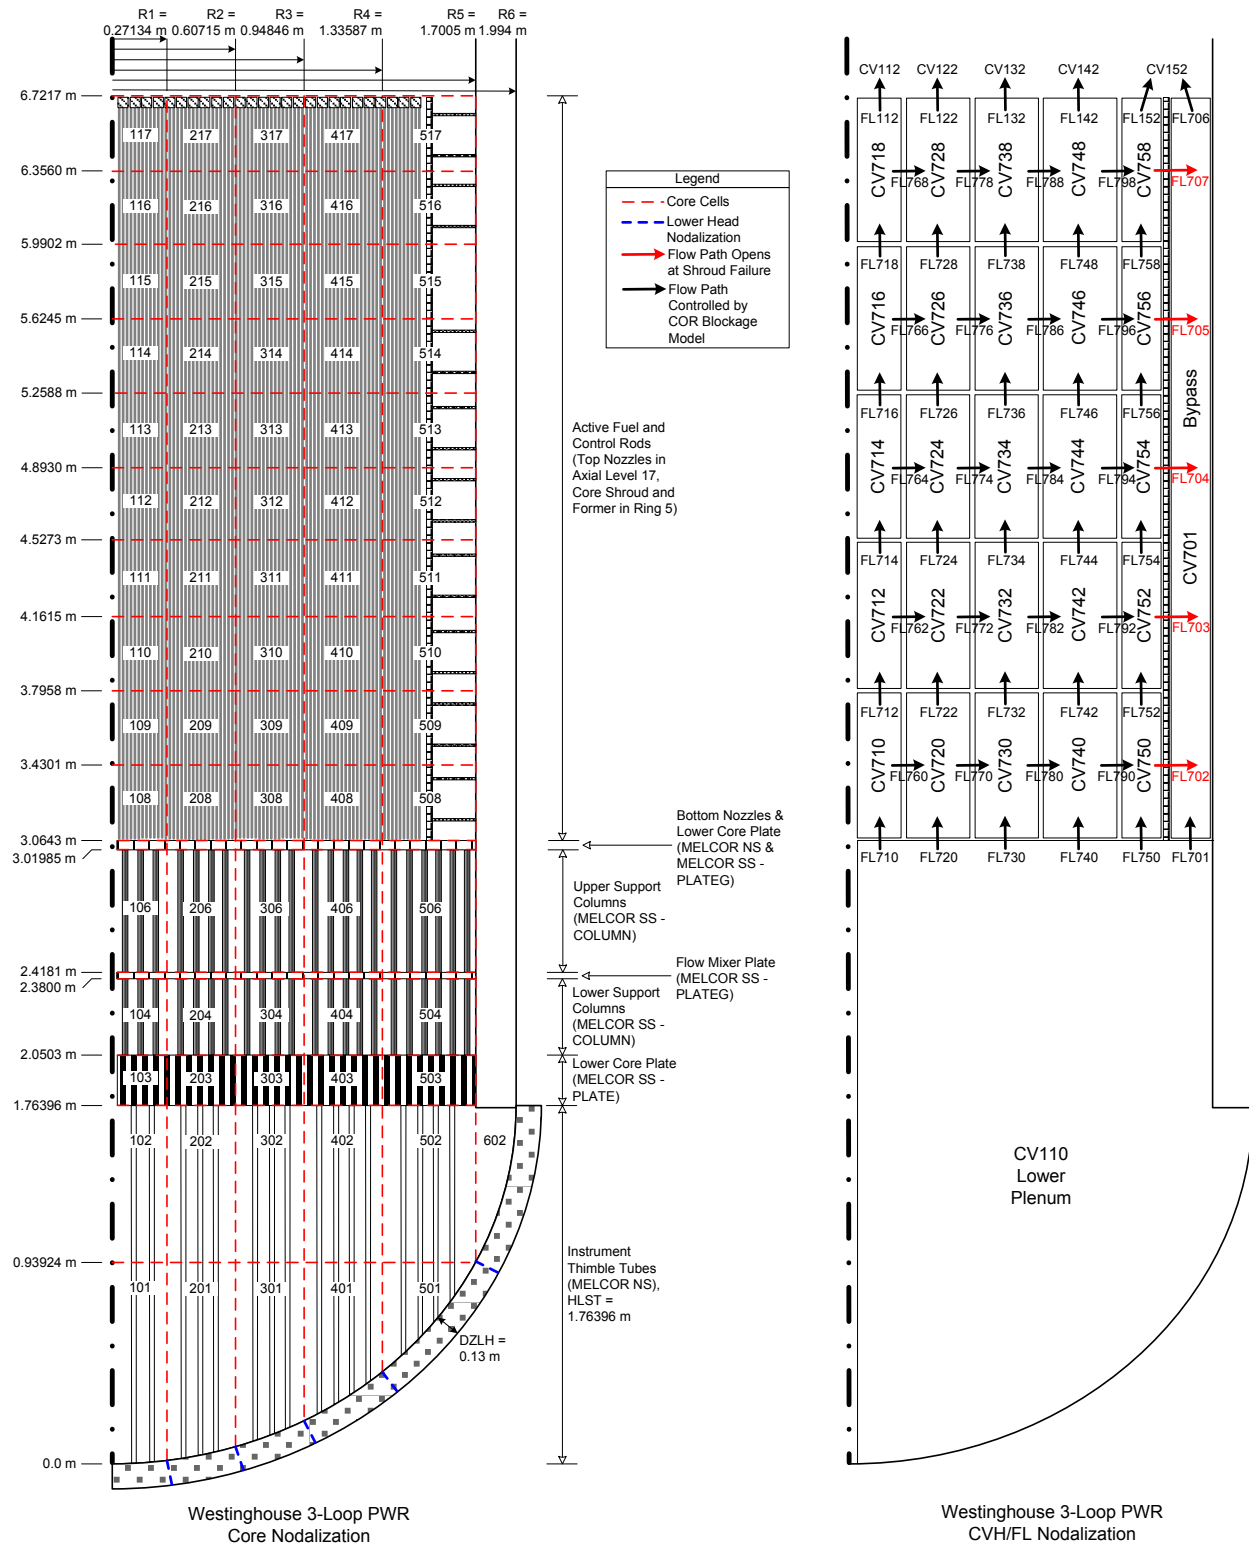 R1 = R2 = R3 = R4 = R5 = R6 =
0.27134 m 0.60715 m 0.94846 m 1.33587 m 1.7005 m 1.994 m
6.7217 m
117 217 317 417 517
6.3560 m
116 216 316 416 516
5.9902 m
115 215 315 415 515
5.6245 m
114 214 314 414 514
5.2588 m
113 213 313 413 513
4.8930 m
112 212 312 412 512
4.5273 m
111 211 311 411 511
4.1615 m
110 210 310 410 510
3.7958 m
109 209 309 409 509
3.4301 m
108 208 308 408 508
3.0643 m
3.01985 m
106 206 306 406 506
2.4181 m
2.3800 m
104 204 304 404 504
2.0503 m
103 203 303 403 503
1.76396 m
102 202 302 402 502 602
0.93924 m
101 201 301 401 501
DZLH =
0.13 m
0.0 m
Legend
Core Cells
Lower Head
Nodalization
Flow Path Opens
at Shroud Failure
Flow Path
Controlled by
COR Blockage
Model
Active Fuel and
Control Rods
(Top Nozzles in
Axial Level 17,
Core Shroud and
Former in Ring 5)
Bottom Nozzles &
Lower Core Plate
(MELCOR NS &
MELCOR SS -
PLATEG)
Upper Support
Columns
(MELCOR SS -
COLUMN)
Flow Mixer Plate
(MELCOR SS -
PLATEG)
Lower Support
Columns
(MELCOR SS -
COLUMN)
Lower Core Plate
(MELCOR SS -
PLATE)
Instrument
Thimble Tubes
(MELCOR NS),
HLST =
1.76396 m
Westinghouse 3-Loop PWR
Core Nodalization
CV112 CV122 CV132 CV142 CV152
FL112 FL122 FL132 FL142 FL152 FL706
CV718 CV728 CV738 CV748 CV758
FL768 FL778 FL788 FL798 FL707
FL718 FL728 FL738 FL748 FL758
CV716 CV726 CV736 CV746 CV756
FL766 FL776 FL786 FL796 FL705
FL716 FL726 FL736 FL746 FL756
Bypass
CV714 CV724 CV734 CV744 CV754
FL764 FL774 FL784 FL794 FL704
FL714 FL724 FL734 FL744 FL754
CV701
CV712 CV722 CV732 CV742 CV752
FL762 FL772 FL782 FL792 FL703
FL712 FL722 FL732 FL742 FL752
CV710 CV720 CV730 CV740 CV750
FL760 FL770 FL780 FL790 FL702
FL710 FL720 FL730 FL740 FL750 FL701
CV110
Lower
Plenum
Westinghouse 3-Loop PWR
CVH/FL Nodalization